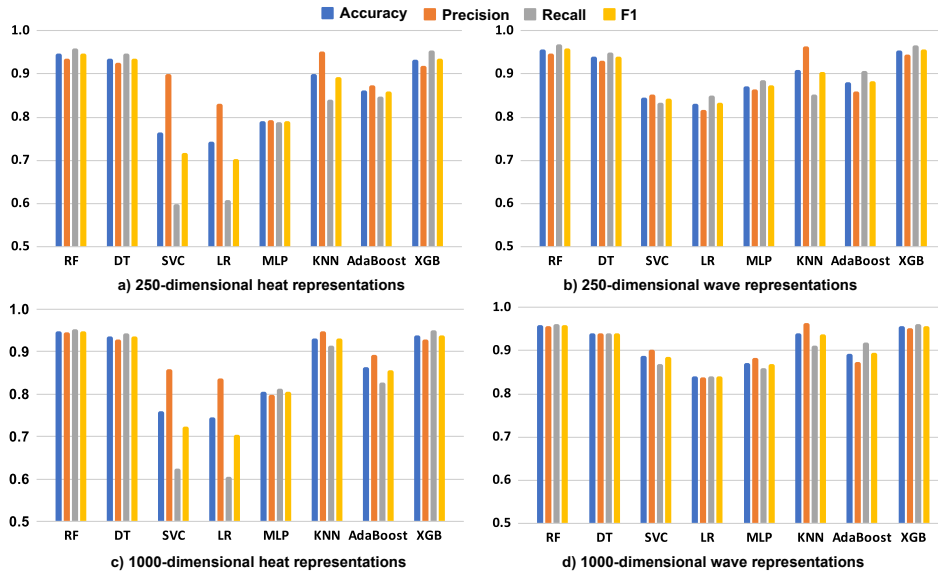 Accuracy Precision Recall F1
1.0
0.9
0.8
0.7
0.6
0.5
RF DT SVC LR MLP KNN AdaBoost XGB
a) 250-dimensional heat representations
1.0
0.9
0.8
0.7
0.6
0.5
RF DT SVC LR MLP KNN AdaBoost XGB
b) 250-dimensional wave representations
1.0
0.9
0.8
0.7
0.6
0.5
RF DT SVC LR MLP KNN AdaBoost XGB
c) 1000-dimensional heat representations
1.0
0.9
0.8
0.7
0.6
0.5
RF DT SVC LR MLP KNN AdaBoost XGB
d) 1000-dimensional wave representations